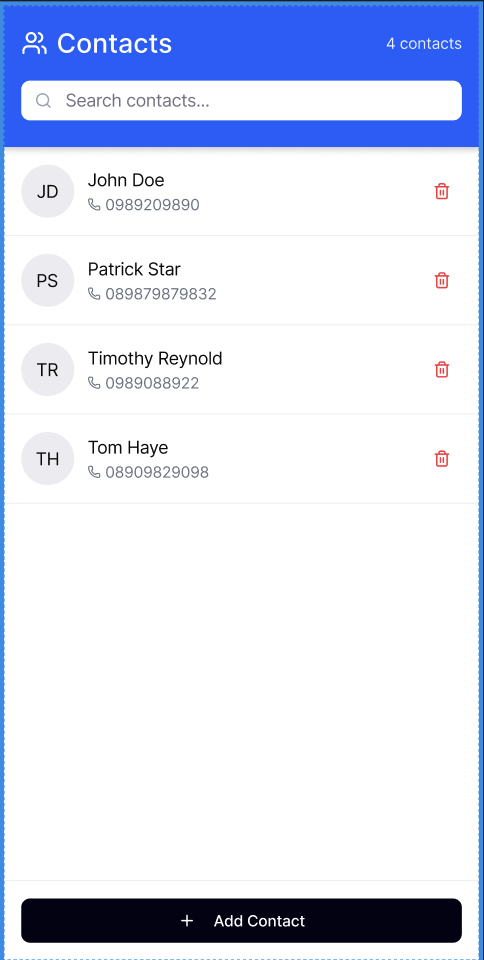 Contacts
4 contacts
Search contacts...
JD
John Doe
0989209890
PS
Patrick Star
089879879832
TR
Timothy Reynold
0989088922
TH
Tom Haye
08909829098
Add Contact